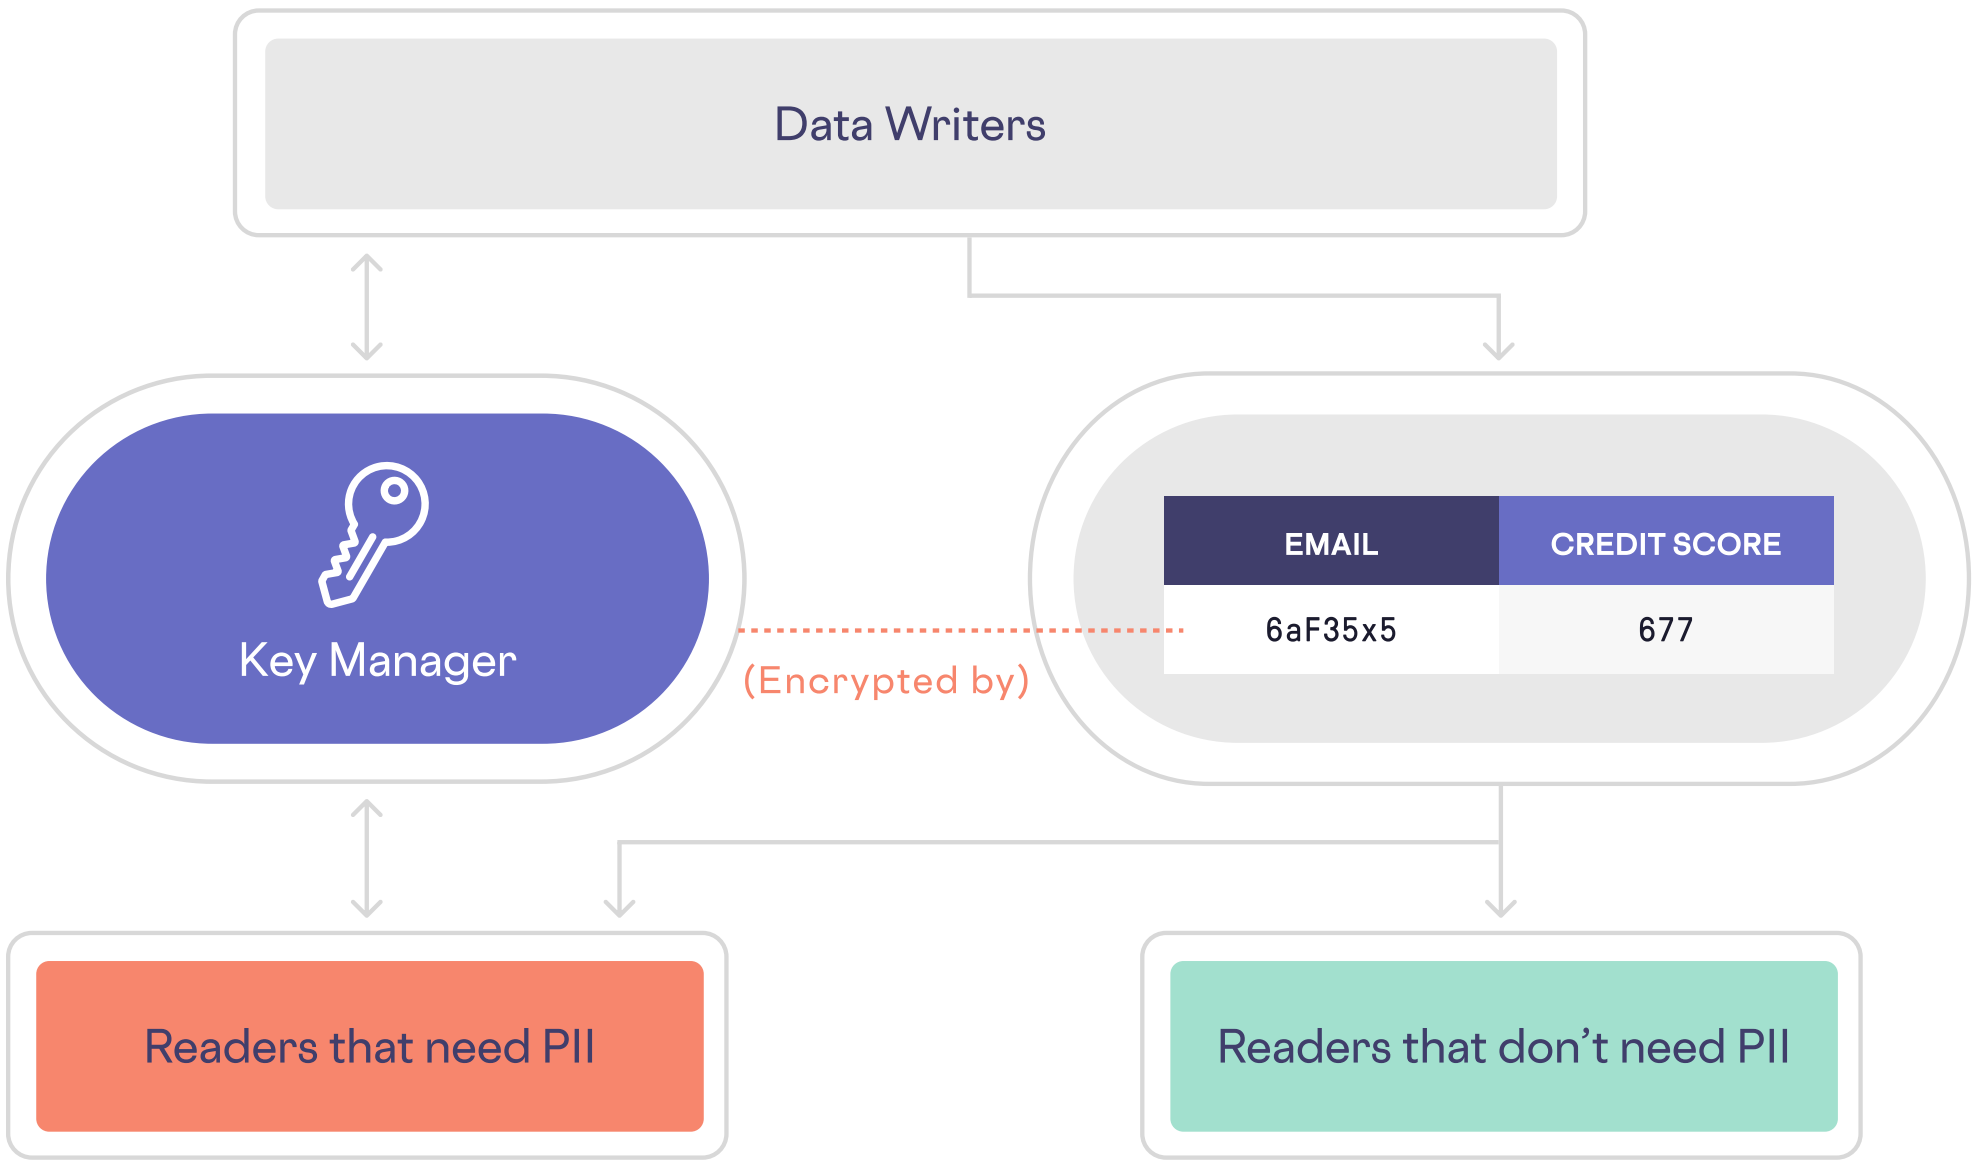 Data Writers
Key Manager
EMAIL
CREDIT SCORE
6aF35x5
677
(Encrypted by)
Readers that need PII
Readers that don’t need PII